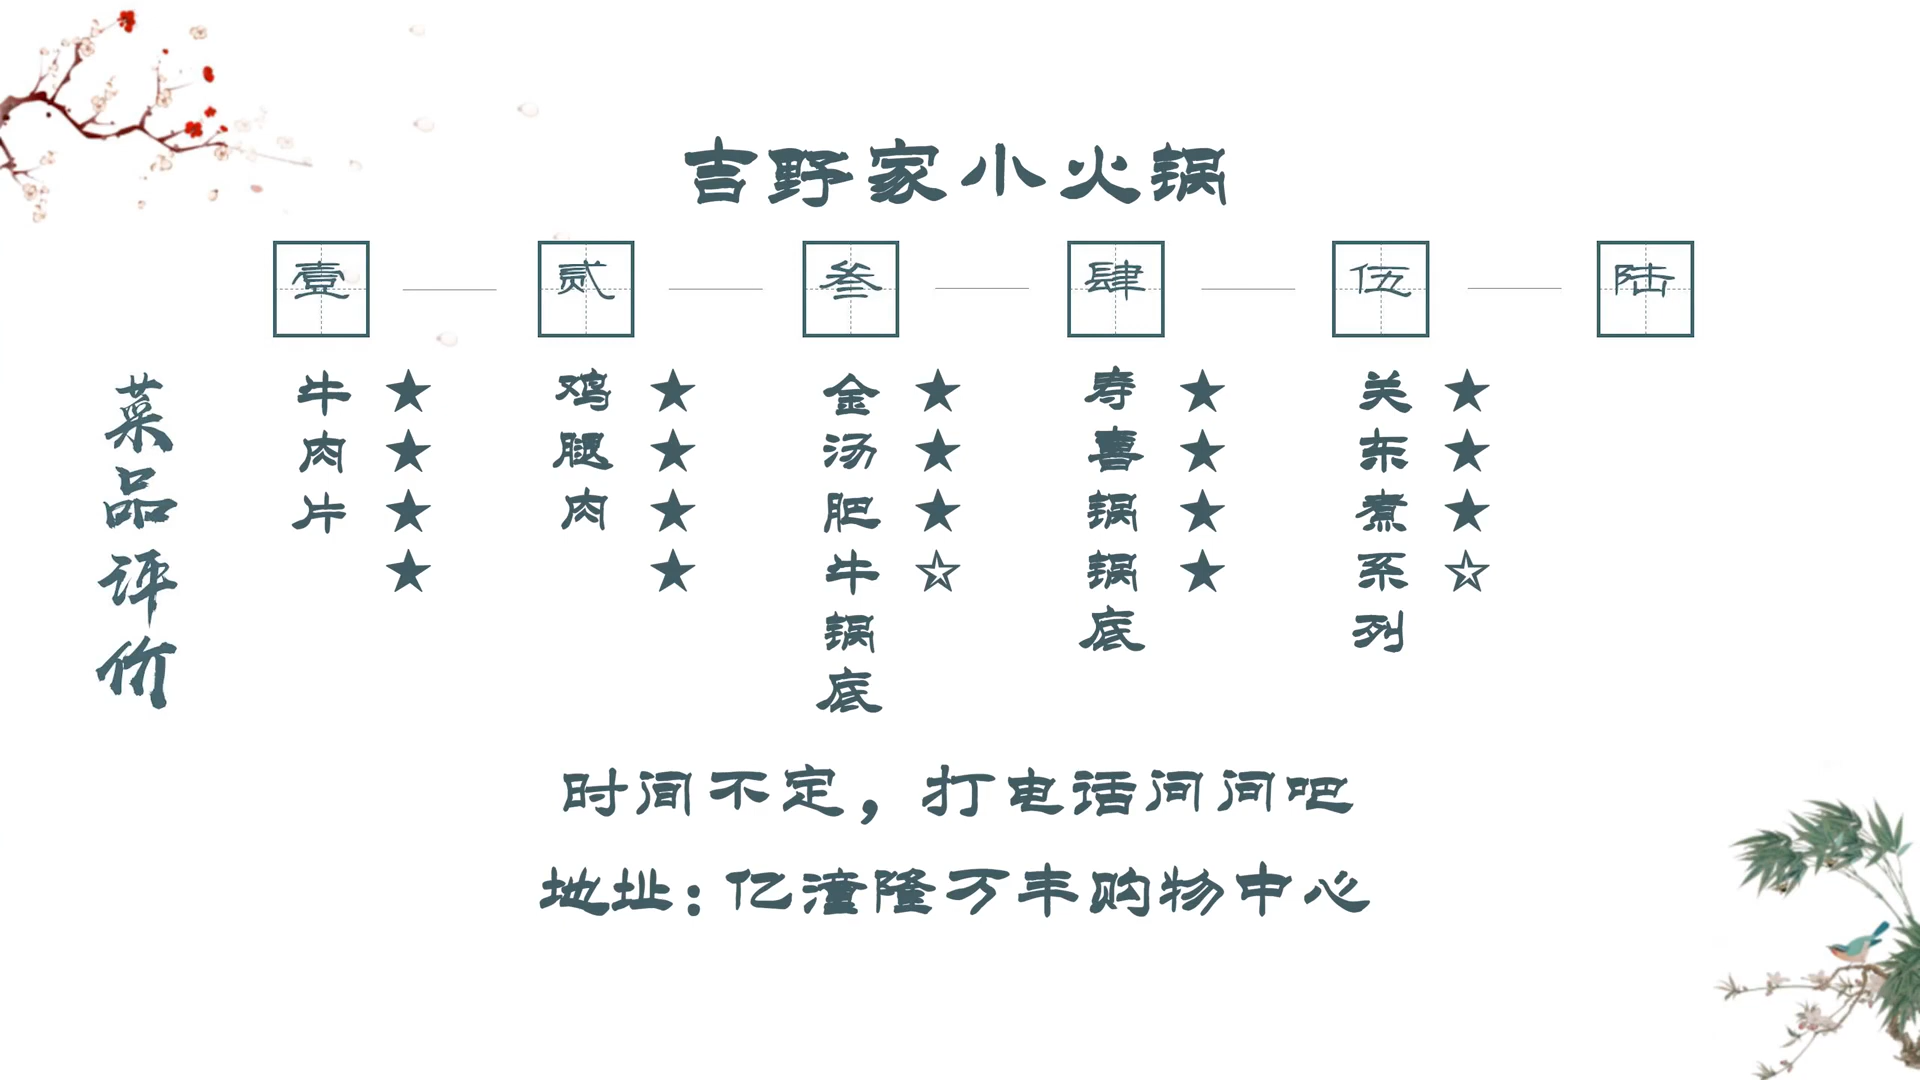 吉野家小火锅
壹
贰
叁
肆
伍
陆
菜品评价
牛肉片
★★★★
鸡腿肉
★★★★
金汤肥牛锅底
★★★☆
寿喜锅锅底
★★★★
关东煮系列
★★★☆
时间不定，打电话问问吧
地址：亿潼隆万丰购物中心